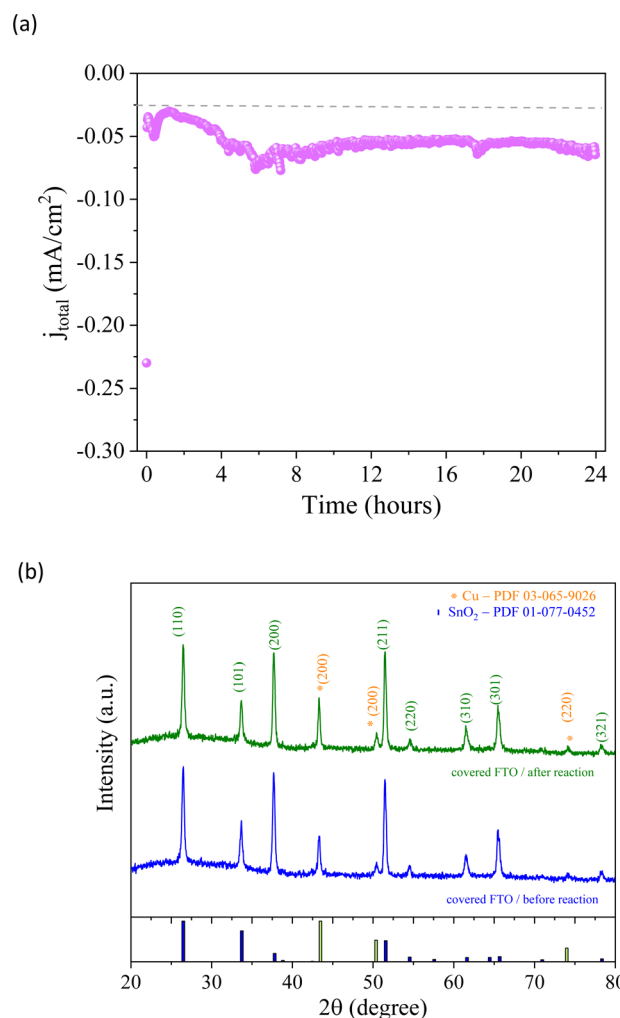 (a)
0.00
-0.05
-0.10
-0.15
-0.20
-0.25
-0.30
j_total (mA/cm²)
0 4 8 12 16 20 24
Time (hours)
(b)
* Cu – PDF 03-065-9026
SnO₂ – PDF 01-077-0452
(110)
(101)
(200)
*(200)
* (200)
(211)
(220)
(310)
(301)
(220)
*
(321)
covered FTO / after reaction
covered FTO / before reaction
Intensity (a.u.)
20 30 40 50 60 70 80
2θ (degree)